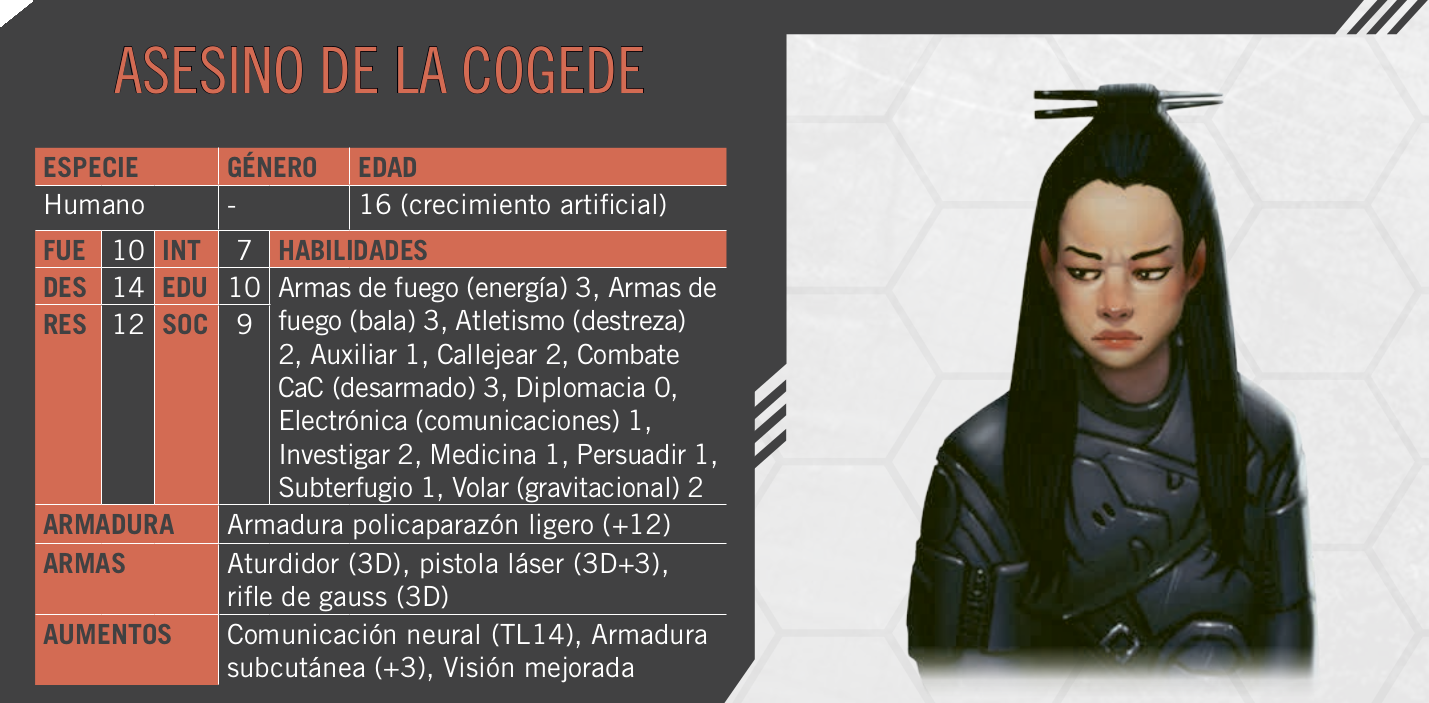 ASESINO DE LA COGEDE
ESPECIE GÉNERO EDAD
Humano - 16 (crecimiento artificial)
FUE 10 INT 7 HABILIDADES
DES 14 EDU 10 Armas de fuego (energía) 3, Armas de
RES 12 SOC 9 fuego (bala) 3, Atletismo (destreza)
2, Auxiliar 1, Callejear 2, Combate
CaC (desarmado) 3, Diplomacia 0,
Electrónica (comunicaciones) 1,
Investigar 2, Medicina 1, Persuadir 1,
Subterfugio 1, Volar (gravitacional) 2
ARMADURA Armadura policaparazón ligero (+12)
ARMAS Aturdidor (3D), pistola láser (3D+3),
rifle de gauss (3D)
AUMENTOS Comunicación neural (TL14), Armadura
subcutánea (+3), Visión mejorada